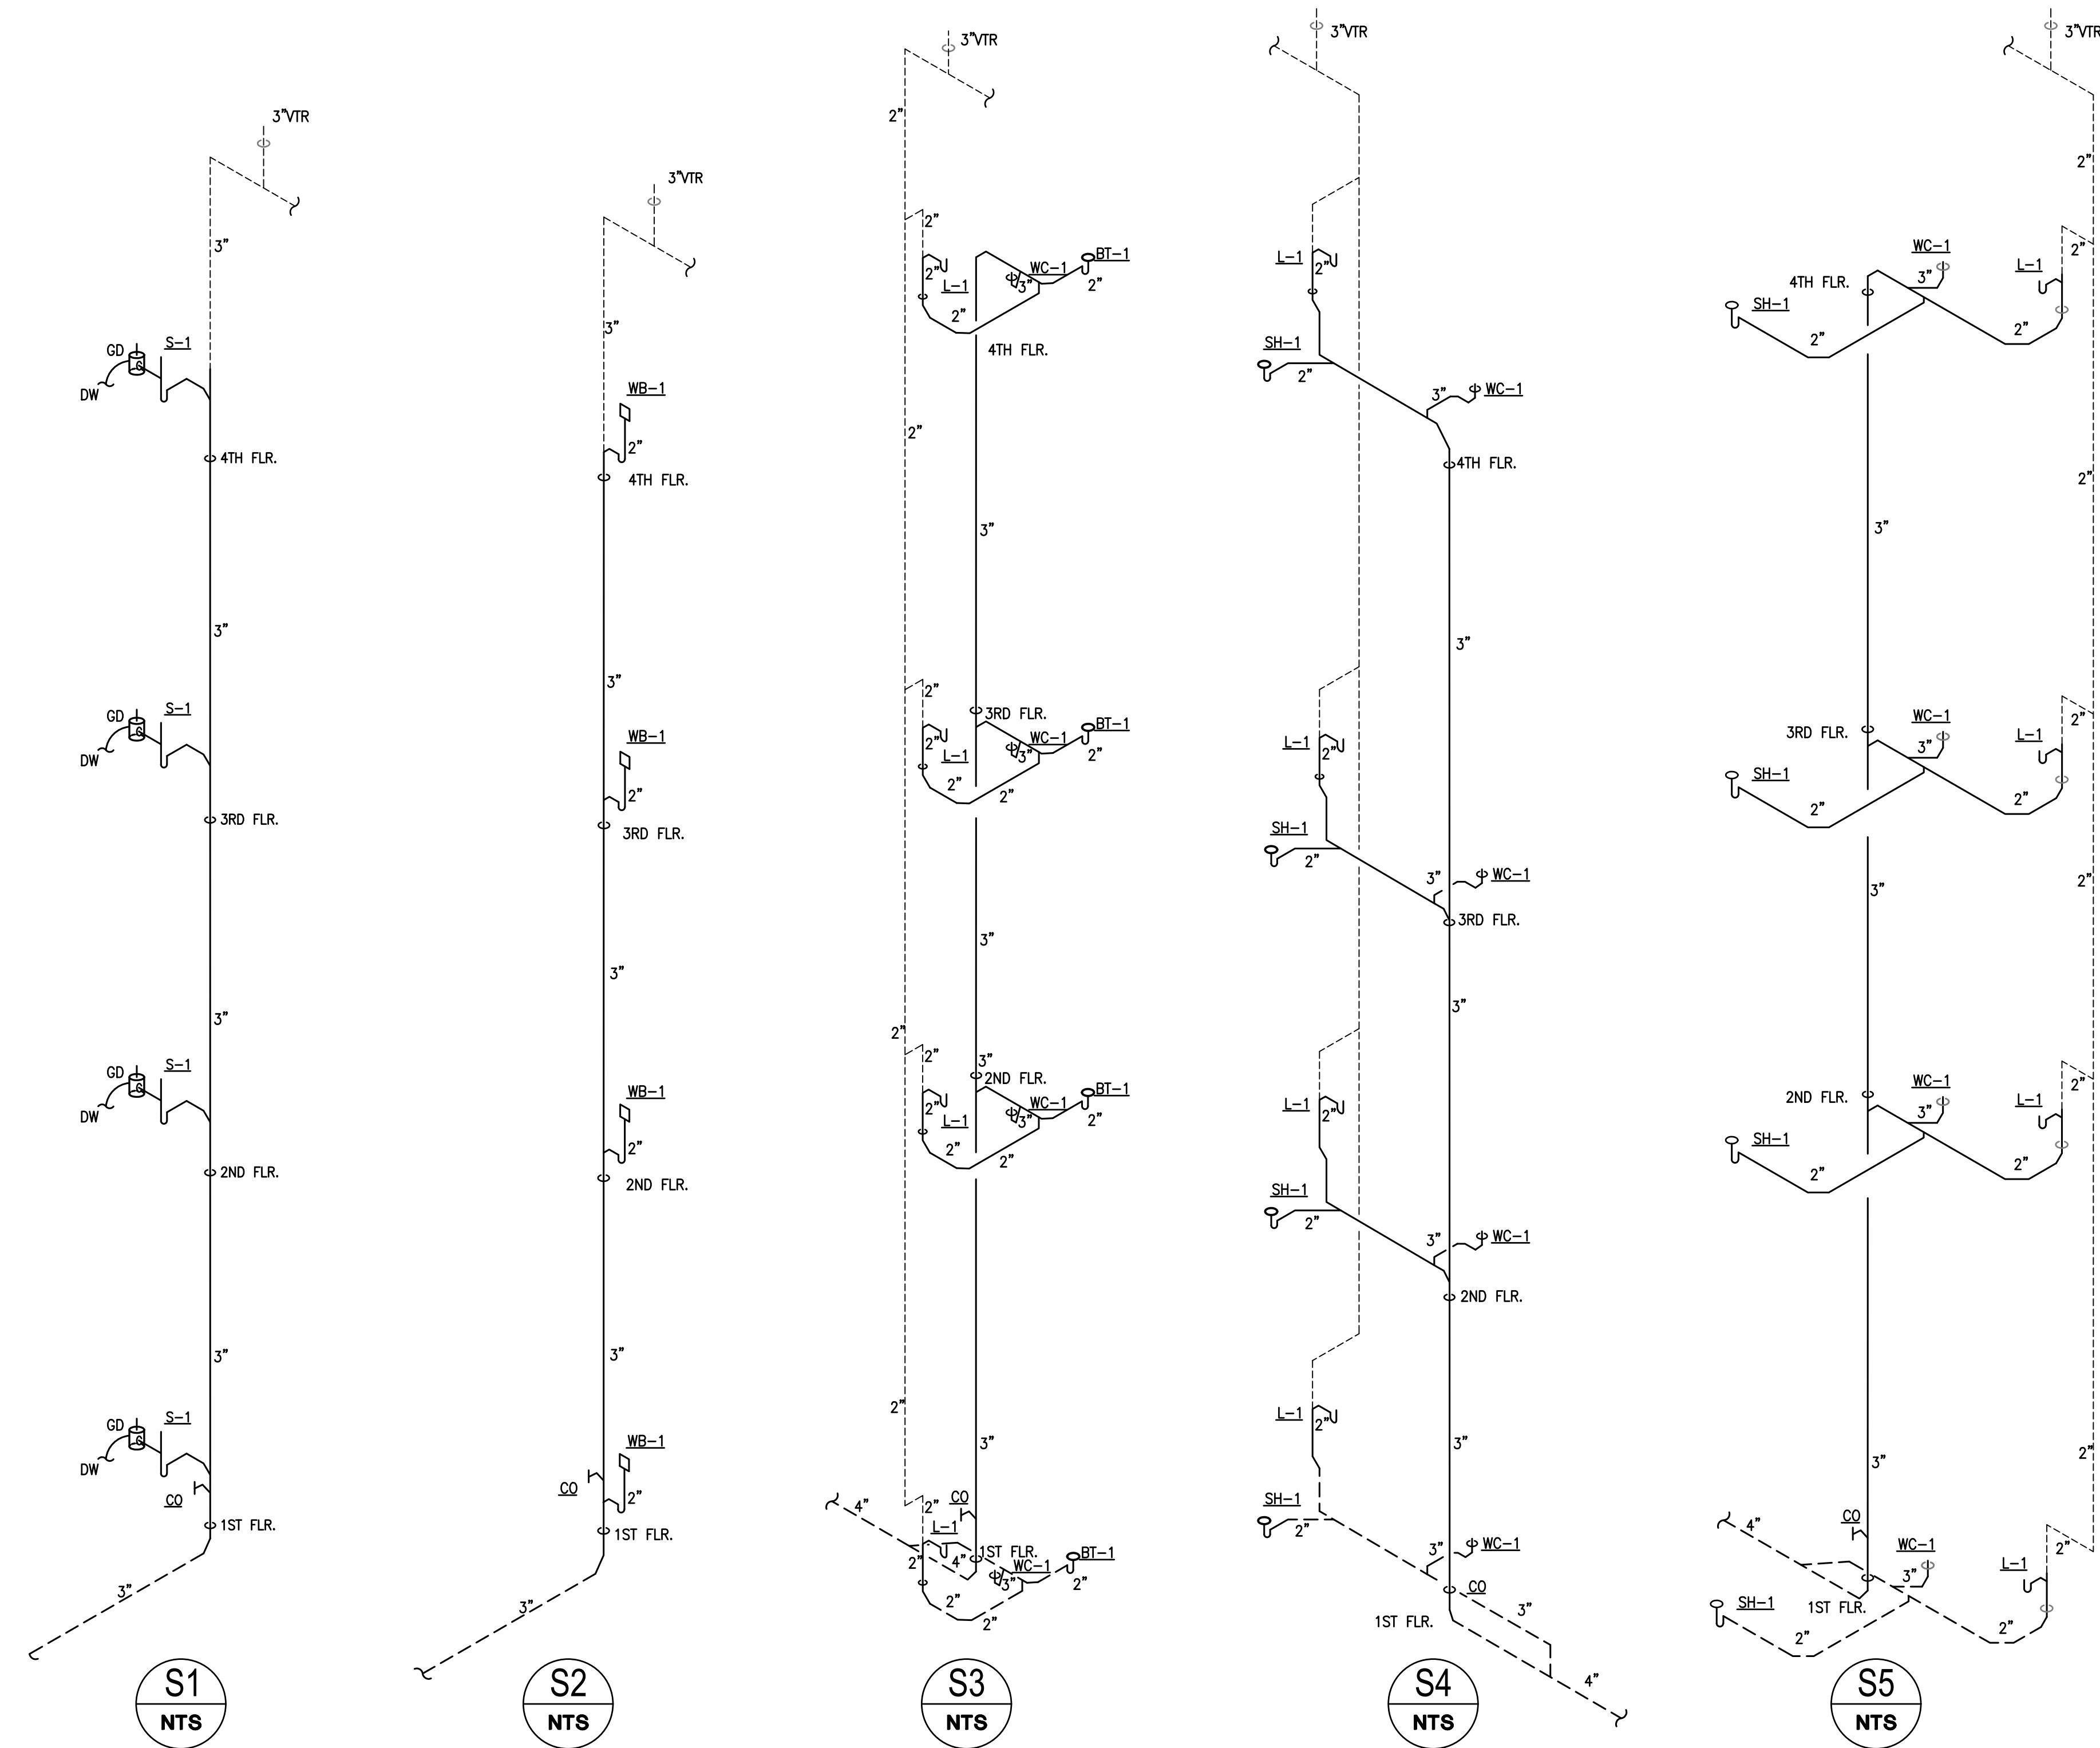 3"VTR
3"
GD
S-1
DW
4TH FLR.
3"
GD
S-1
DW
3RD FLR.
3"
GD
S-1
DW
2ND FLR.
3"
GD
S-1
DW
CO
1ST FLR.
3"
S1
NTS
3"VTR
3"
WB-1
2"
4TH FLR.
3"
WB-1
2"
3RD FLR.
3"
WB-1
2"
2ND FLR.
3"
WB-1
CO
2"
1ST FLR.
3"
S2
NTS
3"VTR
2"
2"
BT-1
WC-1
2"
3"
2"
L-1
2"
4TH FLR.
2"
3"
2"
3RD FLR.
BT-1
WC-1
2"
3"
2"
L-1
2"
2"
3"
2"
2"
3"
2ND FLR.
BT-1
2"
WC-1
3"
2"
L-1
2"
2"
2"
3"
4"
2"
CO
L-1
1ST FLR.
2"
4"
WC-1
BT-1
3"
2"
2"
2"
S3
NTS
3"VTR
L-1
2"
SH-1
2"
3"
WC-1
4TH FLR.
3"
L-1
2"
SH-1
2"
3"
WC-1
3RD FLR.
3"
L-1
2"
SH-1
2"
3"
WC-1
2ND FLR.
L-1
2"
3"
SH-1
2"
3"
WC-1
CO
3"
1ST FLR.
4"
S4
NTS
3"VTR
2"
WC-1
2"
4TH FLR.
3"
L-1
SH-1
2"
2"
2"
3"
WC-1
2"
3RD FLR.
3"
L-1
SH-1
2"
2"
2"
3"
WC-1
2"
2ND FLR.
3"
L-1
SH-1
2"
2"
2"
3"
4"
CO
WC-1
2"
3"
L-1
SH-1
1ST FLR.
2"
2"
S5
NTS